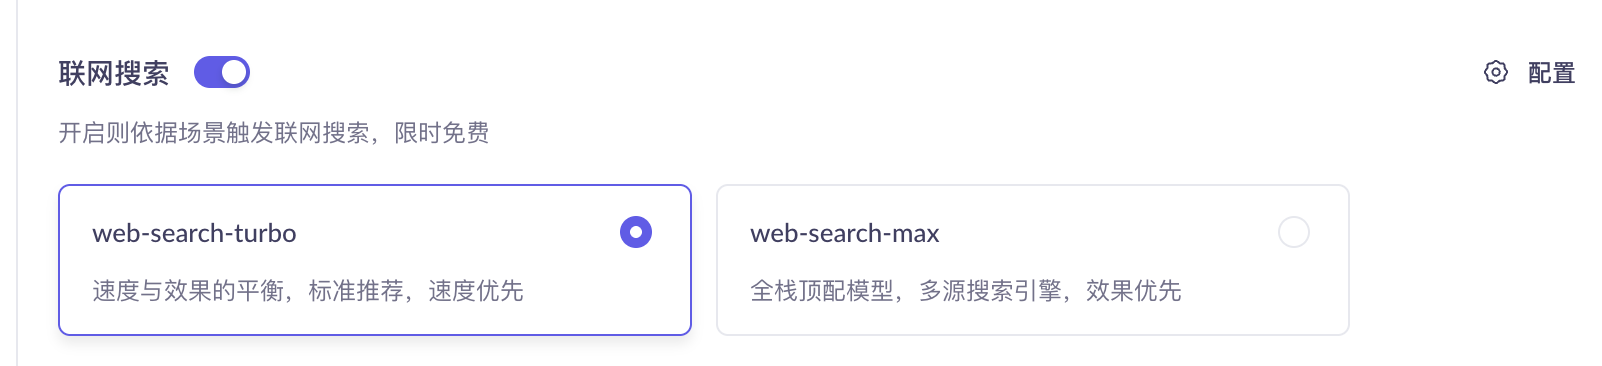 联网搜索
配置
开启则依据场景触发联网搜索，限时免费
web-search-turbo
速度与效果的平衡，标准推荐，速度优先
web-search-max
全栈顶配模型，多源搜索引擎，效果优先